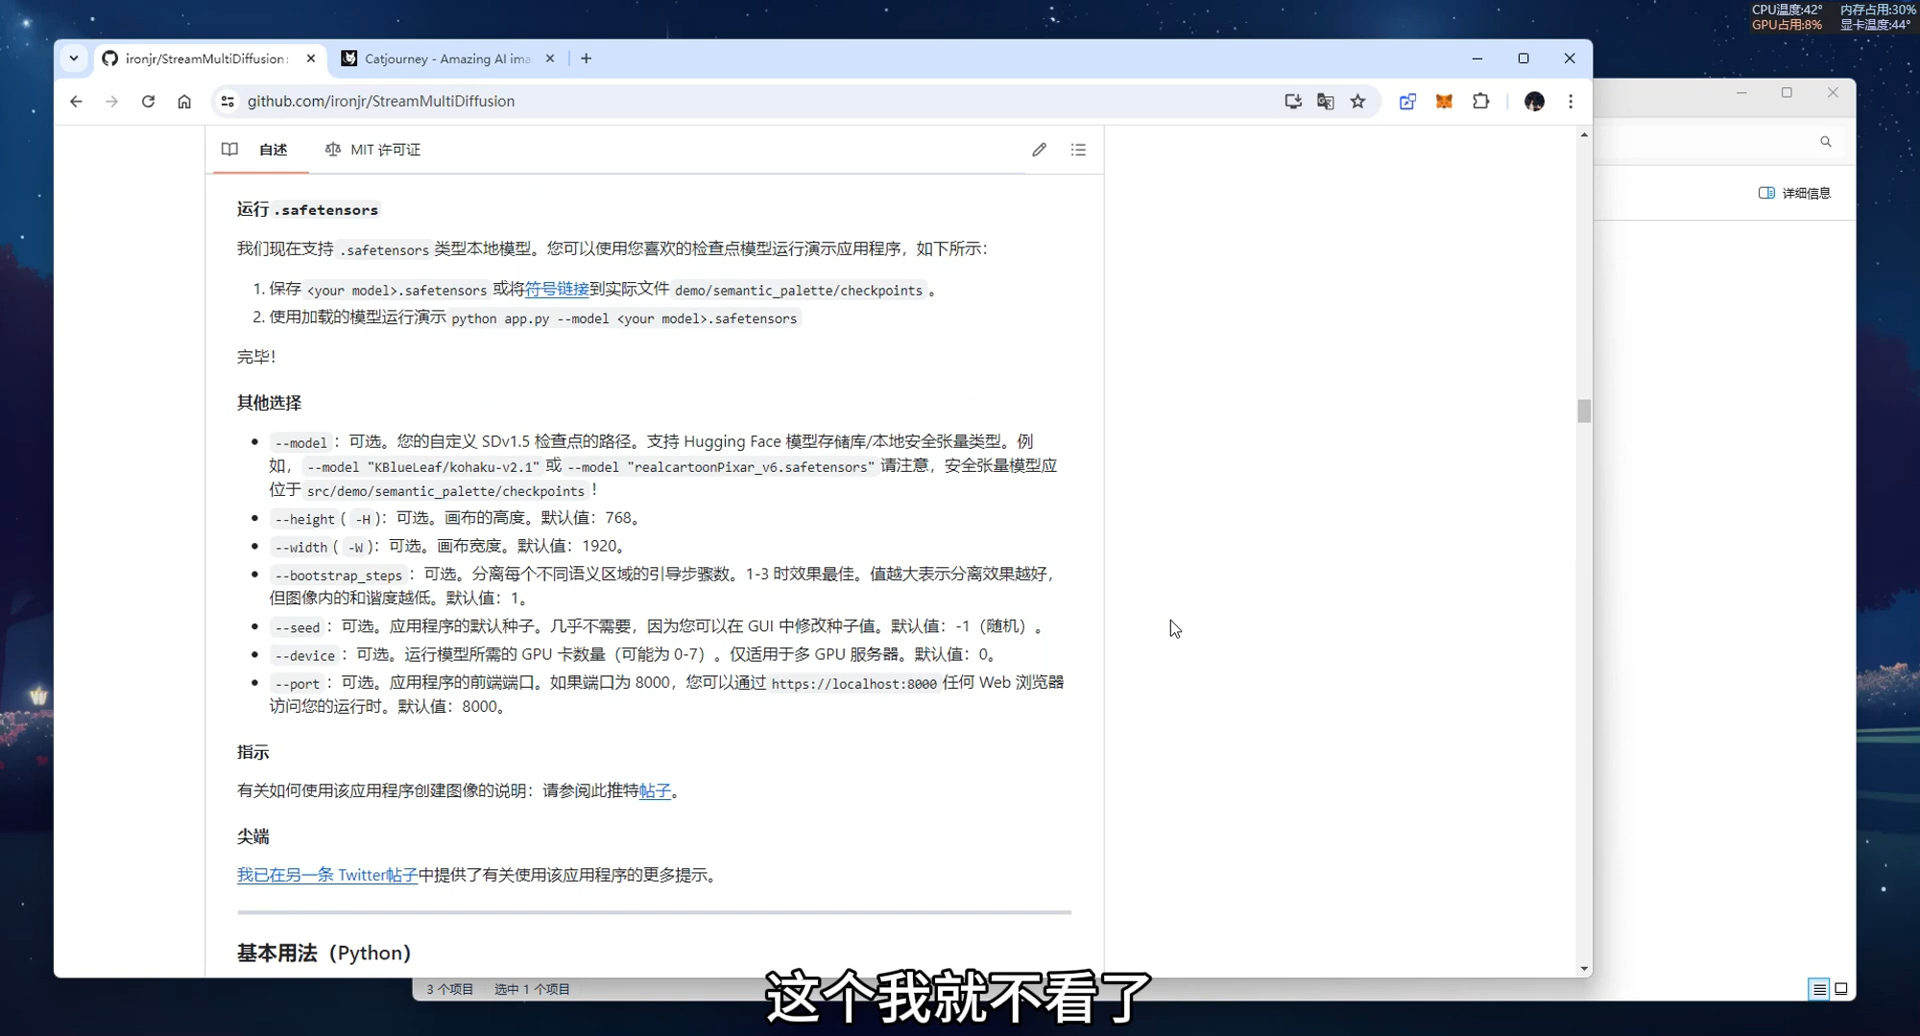 CPU温度:42° 内存占用:30%
GPU占用:8% 显卡温度:44°
ironjr/StreamMultiDiffusion:
Catjourney - Amazing AI ima
github.com/ironjr/StreamMultiDiffusion
自述 MIT 许可证
详细信息
运行 .safetensors
我们现在支持 .safetensors 类型本地模型。您可以使用您喜欢的检查点模型运行演示应用程序，如下所示：
1. 保存 <your model>.safetensors 或将符号链接到实际文件 demo/semantic_palette/checkpoints 。
2. 使用加载的模型运行演示 python app.py --model <your model>.safetensors
完毕！
其他选择
--model ：可选。您的自定义 SDv1.5 检查点的路径。支持 Hugging Face 模型存储库/本地安全张量类型。例
如， --model "KBlueLeaf/kohaku-v2.1" 或 --model "realcartoonPixar_v6.safetensors" 请注意，安全张量模型应
位于 src/demo/semantic_palette/checkpoints ！
--height ( -H )：可选。画布的高度。默认值：768。
--width ( -W )：可选。画布宽度。默认值：1920。
--bootstrap_steps ：可选。分离每个不同语义区域的引导步骤数。1-3 时效果最佳。值越大表示分离效果越好，
但图像内的和谐度越低。默认值：1。
--seed ：可选。应用程序的默认种子。几乎不需要，因为您可以在 GUI 中修改种子值。默认值：-1（随机）。
--device ：可选。运行模型所需的 GPU 卡数量（可能为 0-7）。仅适用于多 GPU 服务器。默认值：0。
--port ：可选。应用程序的前端端口。如果端口为 8000，您可以通过 https://localhost:8000 任何 Web 浏览器
访问您的运行时。默认值：8000。
指示
有关如何使用该应用程序创建图像的说明：请参阅此推特帖子。
尖端
我已在另一条 Twitter帖子中提供了有关使用该应用程序的更多提示。
基本用法（Python）
3 个项目 选中 1 个项目
这个我就不看了